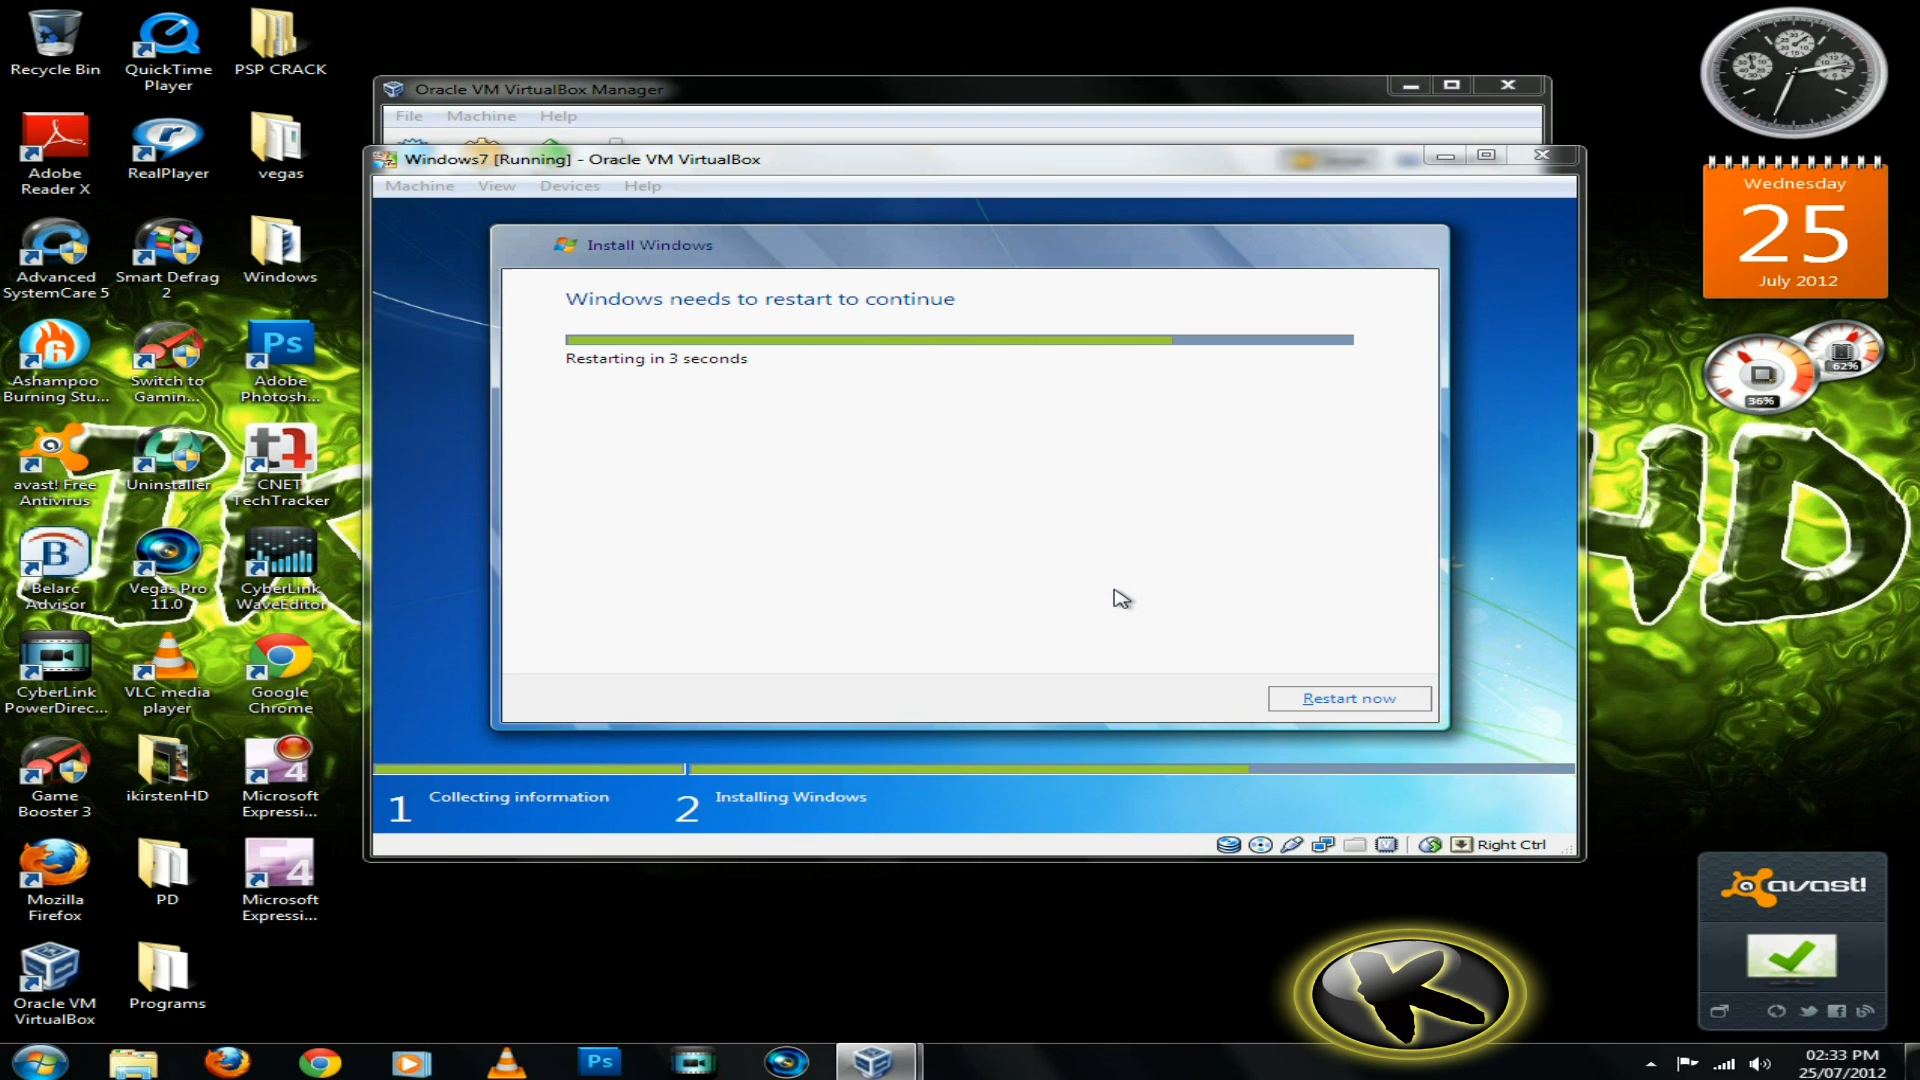 Recycle Bin
QuickTime
Player
PSP CRACK
Adobe
Reader X
RealPlayer
vegas
Advanced
SystemCare 5
Smart Defrag
2
Windows
Ashampoo
Burning Stu...
Switch to
Gamin...
Ps
Adobe
Photosh...
avast! Free
Antivirus
Uninstaller
CNET
TechTracker
B
Belarc
Advisor
Vegas Pro
11.0
CyberLink
WaveEditor
CyberLink
PowerDirec...
VLC media
player
Google
Chrome
Game
Booster 3
ikirstenHD
4
Microsoft
Expressi...
Mozilla
Firefox
PD
4
Microsoft
Expressi...
Oracle VM
VirtualBox
Programs
Oracle VM VirtualBox Manager
File Machine Help
Windows7 [Running] - Oracle VM VirtualBox
Machine View Devices Help
Install Windows
Windows needs to restart to continue
Restarting in 3 seconds
Restart now
1 Collecting information
2 Installing Windows
Right Ctrl
Wednesday
25
July 2012
62%
36%
HD
avast!
Ps
02:33 PM
25/07/2012